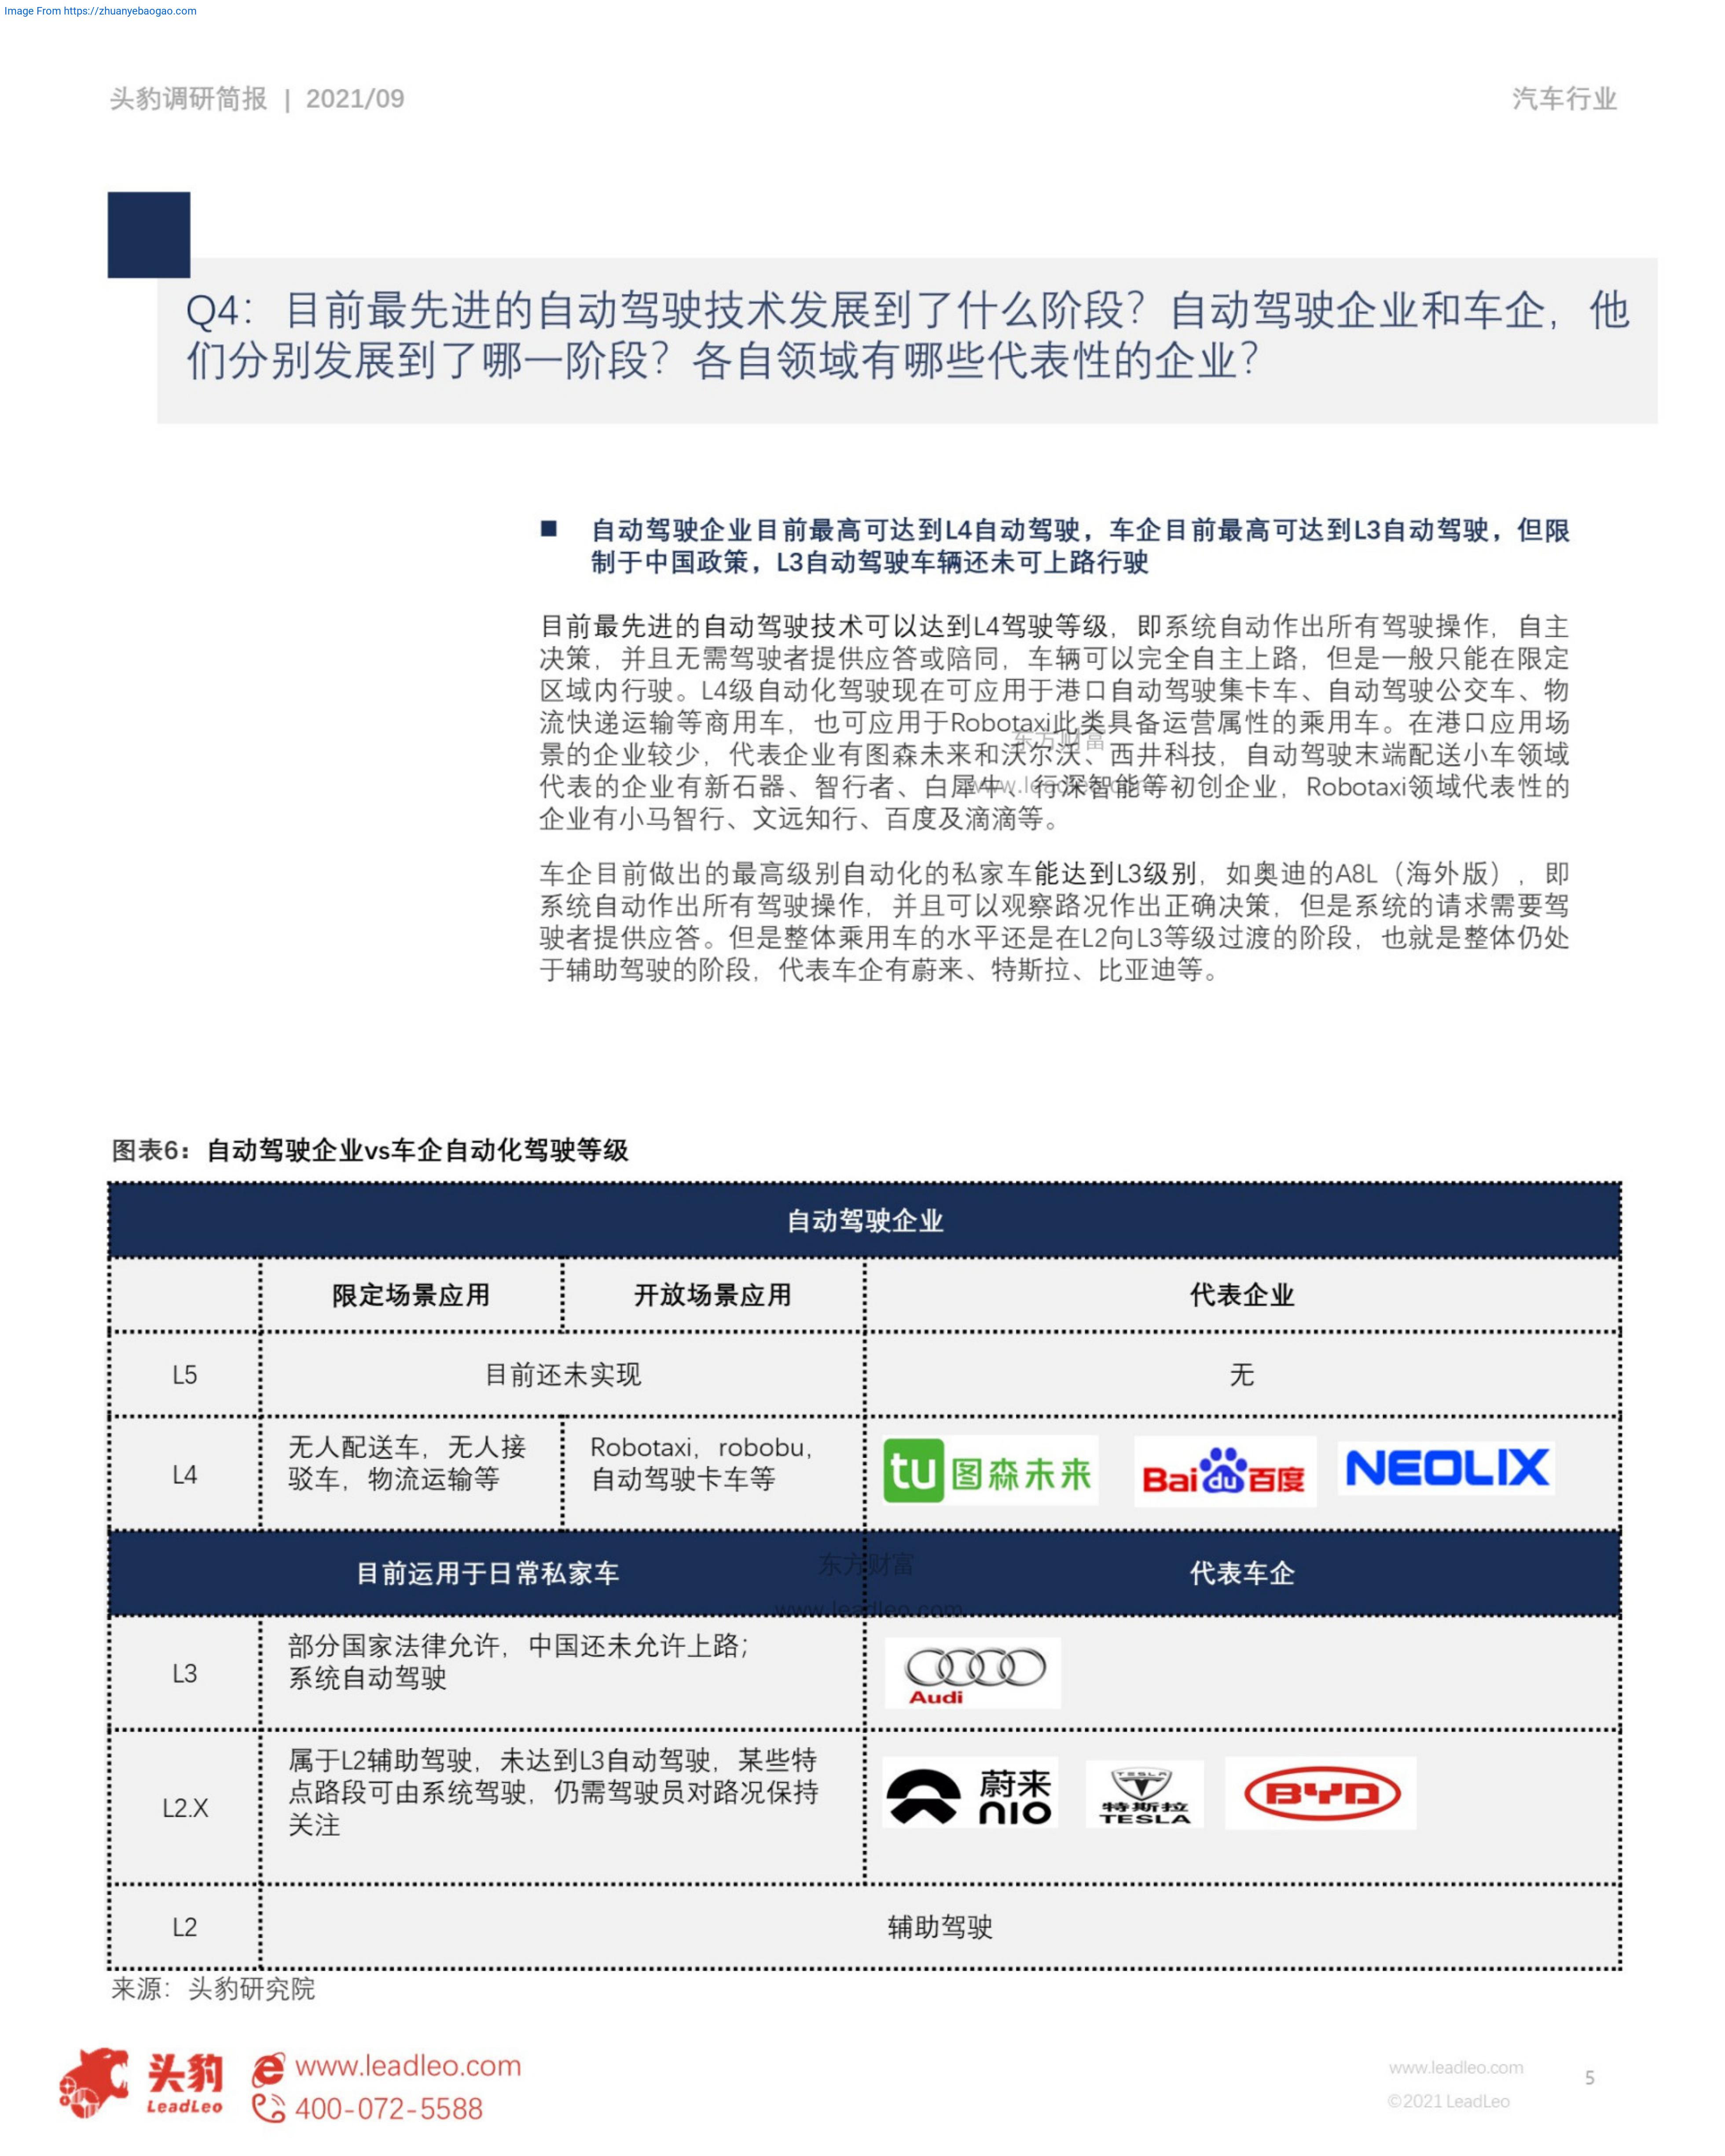 Image From https://zhuanyebaogao.com
头豹调研简报 | 2021/09
汽车行业
Q4：目前最先进的自动驾驶技术发展到了什么阶段？自动驾驶企业和车企，他
们分别发展到了哪一阶段？各自领域有哪些代表性的企业？
■ 自动驾驶企业目前最高可达到L4自动驾驶，车企目前最高可达到L3自动驾驶，但限
制于中国政策，L3自动驾驶车辆还未可上路行驶
目前最先进的自动驾驶技术可以达到L4驾驶等级，即系统自动作出所有驾驶操作，自主
决策，并且无需驾驶者提供应答或陪同，车辆可以完全自主上路，但是一般只能在限定
区域内行驶。L4级自动化驾驶现在可应用于港口自动驾驶集卡车、自动驾驶公交车、物
流快递运输等商用车，也可应用于Robotaxi此类具备运营属性的乘用车。在港口应用场
景的企业较少，代表企业有图森未来和沃尔沃、西井科技，自动驾驶末端配送小车领域
代表的企业有新石器、智行者、白犀牛、行深智能等初创企业，Robotaxi领域代表性的
企业有小马智行、文远知行、百度及滴滴等。
东方财富
www.leadleo.com
车企目前做出的最高级别自动化的私家车能达到L3级别，如奥迪的A8L（海外版），即
系统自动作出所有驾驶操作，并且可以观察路况作出正确决策，但是系统的请求需要驾
驶者提供应答。但是整体乘用车的水平还是在L2向L3等级过渡的阶段，也就是整体仍处
于辅助驾驶的阶段，代表车企有蔚来、特斯拉、比亚迪等。
图表6：自动驾驶企业vs车企自动化驾驶等级
自动驾驶企业
限定场景应用 开放场景应用 代表企业
L5 目前还未实现 无
L4
无人配送车，无人接
驳车，物流运输等
Robotaxi，robobu，
自动驾驶卡车等
tu 图森未来
Bai du 百度
NEOLIX
目前运用于日常私家车 代表车企
东方财富
www.leadleo.com
L3
部分国家法律允许，中国还未允许上路；
系统自动驾驶
Audi
L2.X
属于L2辅助驾驶，未达到L3自动驾驶，某些特
点路段可由系统驾驶，仍需驾驶员对路况保持
关注
蔚来
NIO
TESLA
特斯拉
TESLA
BYD
L2 辅助驾驶
来源：头豹研究院
头豹
LeadLeo
www.leadleo.com
400-072-5588
www.leadleo.com
©2021 LeadLeo
5